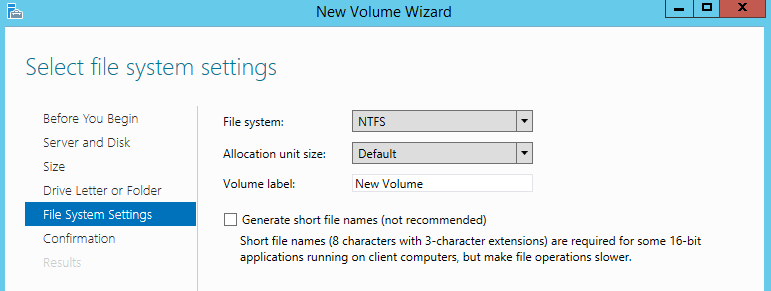 New Volume Wizard
Select file system settings
Before You Begin
Server and Disk
Size
Drive Letter or Folder
File System Settings
Confirmation
Results
File system:
NTFS
Allocation unit size:
Default
Volume label:
New Volume
Generate short file names (not recommended)
Short file names (8 characters with 3-character extensions) are required for some 16-bit
applications running on client computers, but make file operations slower.